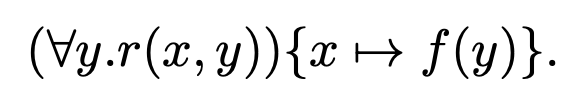 (∀y.r(x, y)){x ↦ f(y)}.